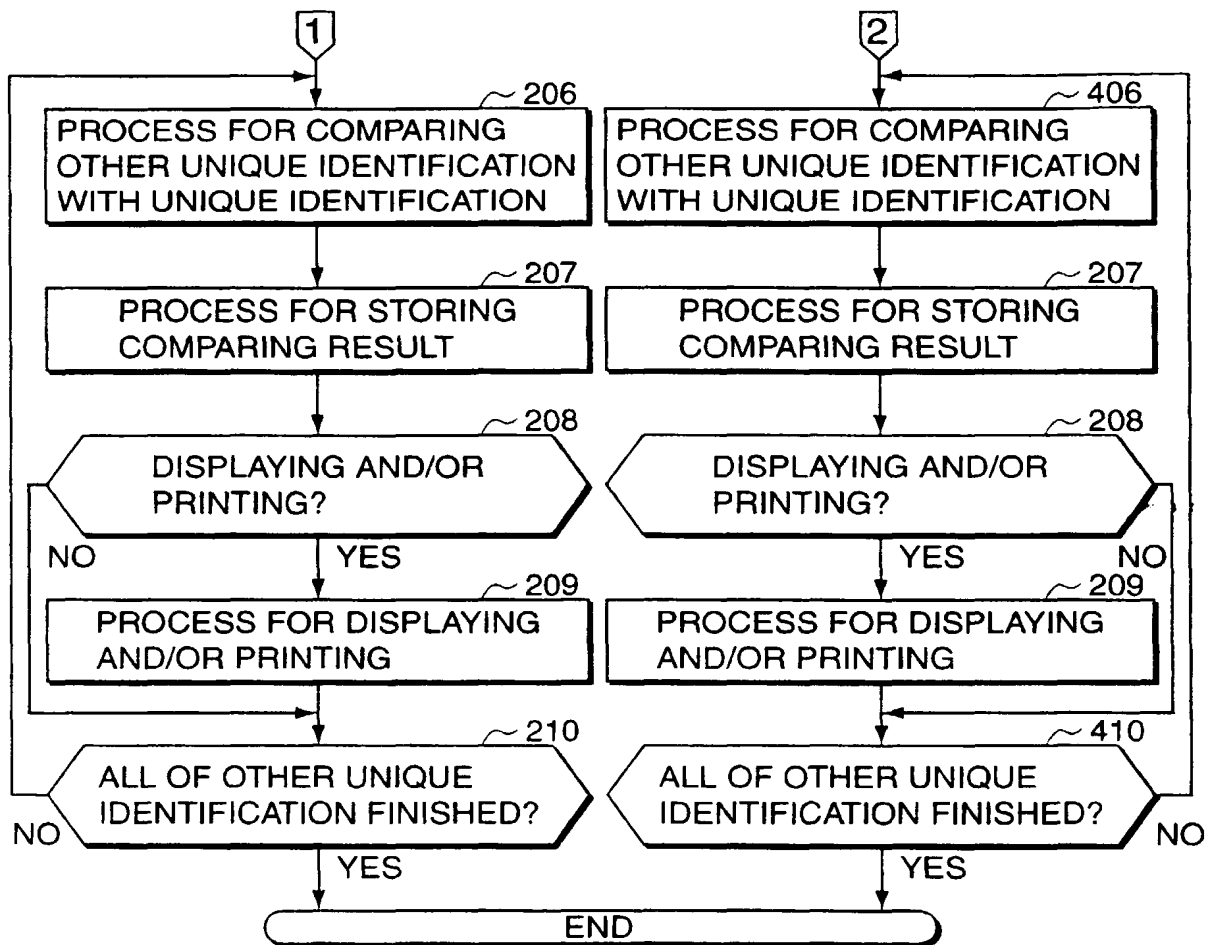 1
206
PROCESS FOR COMPARING
OTHER UNIQUE IDENTIFICATION
WITH UNIQUE IDENTIFICATION
207
PROCESS FOR STORING
COMPARING RESULT
208
DISPLAYING AND/OR
PRINTING?
NO
YES
209
PROCESS FOR DISPLAYING
AND/OR PRINTING
210
ALL OF OTHER UNIQUE
IDENTIFICATION FINISHED?
NO
YES
2
406
PROCESS FOR COMPARING
OTHER UNIQUE IDENTIFICATION
WITH UNIQUE IDENTIFICATION
207
PROCESS FOR STORING
COMPARING RESULT
208
DISPLAYING AND/OR
PRINTING?
YES
NO
209
PROCESS FOR DISPLAYING
AND/OR PRINTING
410
ALL OF OTHER UNIQUE
IDENTIFICATION FINISHED?
NO
YES
END